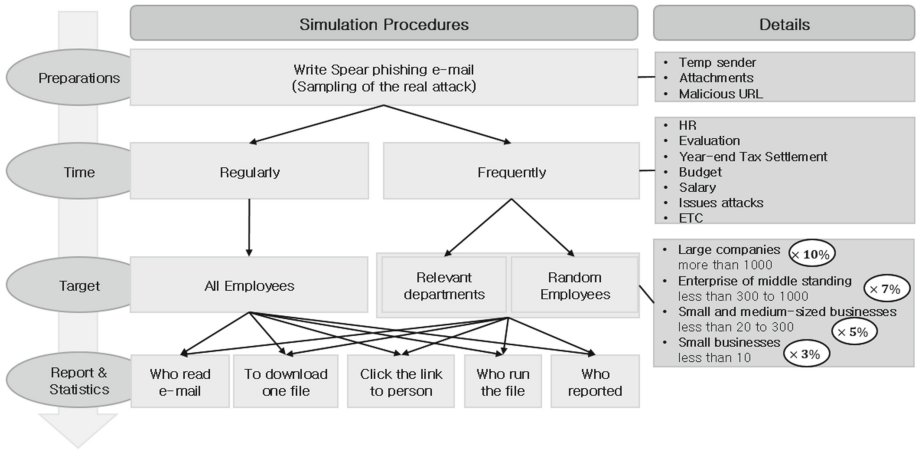 Simulation Procedures
Details
Preparations
Write Spear phishing e-mail
(Sampling of the real attack)
• Temp sender
• Attachments
• Malicious URL
Time
Regularly
Frequently
• HR
• Evaluation
• Year-end Tax Settlement
• Budget
• Salary
• Issues attacks
• ETC
Target
All Employees
Relevant
departments
Random
Employees
• Large companies
more than 1000
× 10%
• Enterprise of middle standing
less than 300 to 1000
× 7%
• Small and medium-sized businesses
less than 20 to 300
× 5%
• Small businesses
less than 10
× 3%
Report &
Statistics
Who read
e-mail
To download
one file
Click the link
to person
Who run
the file
Who
reported